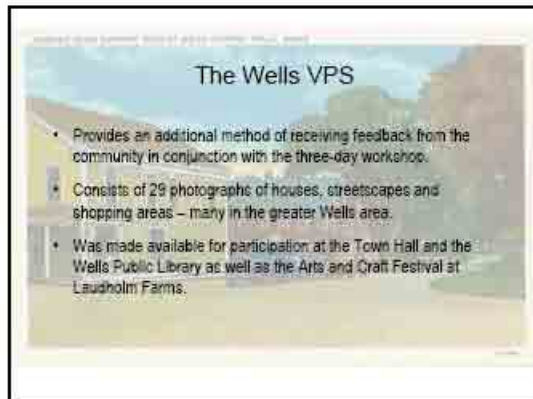 The Wells VPS
• Provides an additional method of receiving feedback from the
community in conjunction with the three-day workshop.
• Consists of 29 photographs of houses, streetscapes and
shopping areas – many in the greater Wells area.
• Was made available for participation at the Town Hall and the
Wells Public Library as well as the Arts and Craft Festival at
Laudholm Farms.